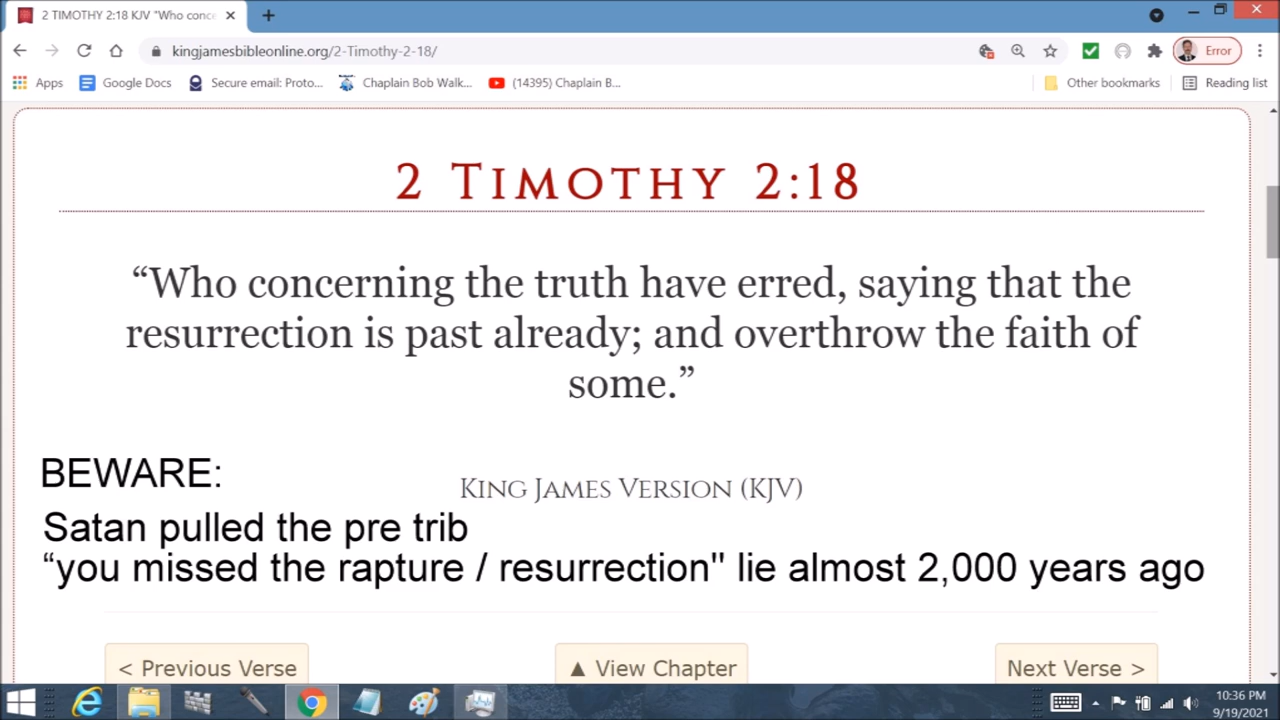 2 TIMOTHY 2:18 KJV "Who conce
kingjamesbibleonline.org/2-Timothy-2-18/
Error
Apps Google Docs Secure email: Proto... Chaplain Bob Walk... (14395) Chaplain B... Other bookmarks Reading list
2 TIMOTHY 2:18
“Who concerning the truth have erred, saying that the
resurrection is past already; and overthrow the faith of
some.”
BEWARE:
KING JAMES VERSION (KJV)
Satan pulled the pre trib
“you missed the rapture / resurrection" lie almost 2,000 years ago
< Previous Verse ▲ View Chapter Next Verse >
10:36 PM
9/19/2021